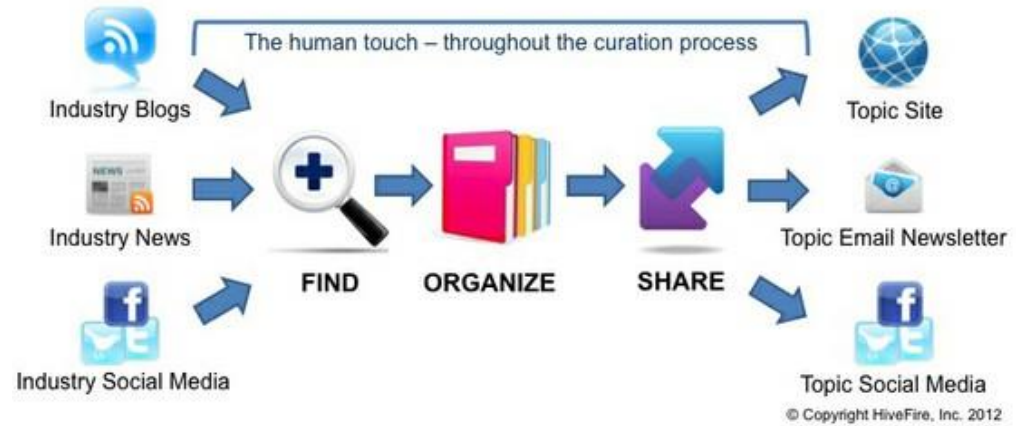 The human touch – throughout the curation process
Industry Blogs
Topic Site
NEWS
Industry News
Topic Email Newsletter
FIND
ORGANIZE
SHARE
Industry Social Media
Topic Social Media
© Copyright HiveFire, Inc. 2012